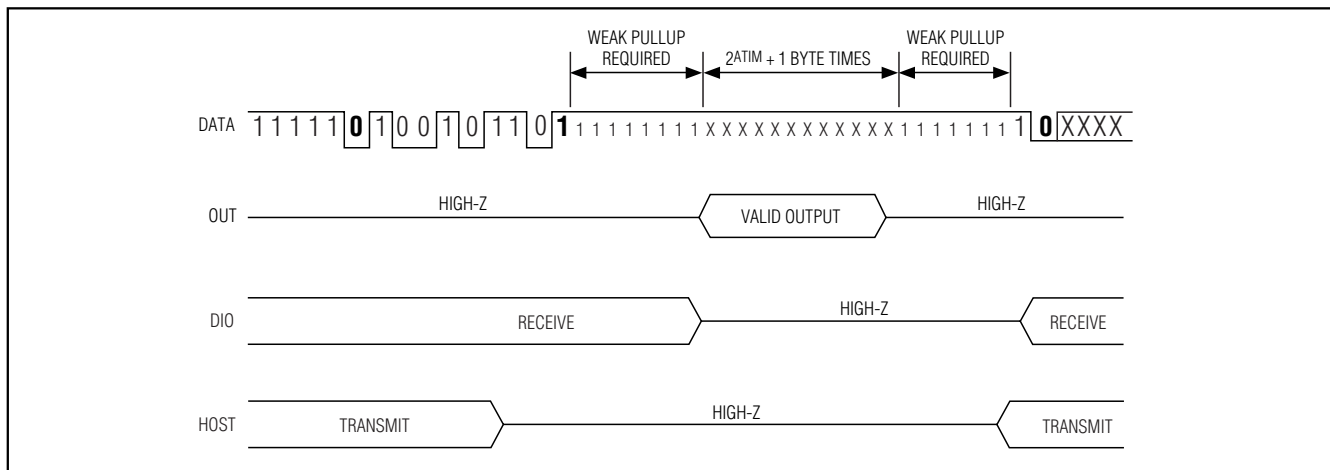 WEAK PULLUP
REQUIRED
2ATIM + 1 BYTE TIMES
WEAK PULLUP
REQUIRED
DATA 1 1 1 1 1 0 1 0 0 1 0 1 1 0 1 1 1 1 1 1 1 1 1 X X X X X X X X X X X X 1 1 1 1 1 1 1 1 0 X X X X
OUT HIGH-Z VALID OUTPUT HIGH-Z
DIO RECEIVE HIGH-Z RECEIVE
HOST TRANSMIT HIGH-Z TRANSMIT